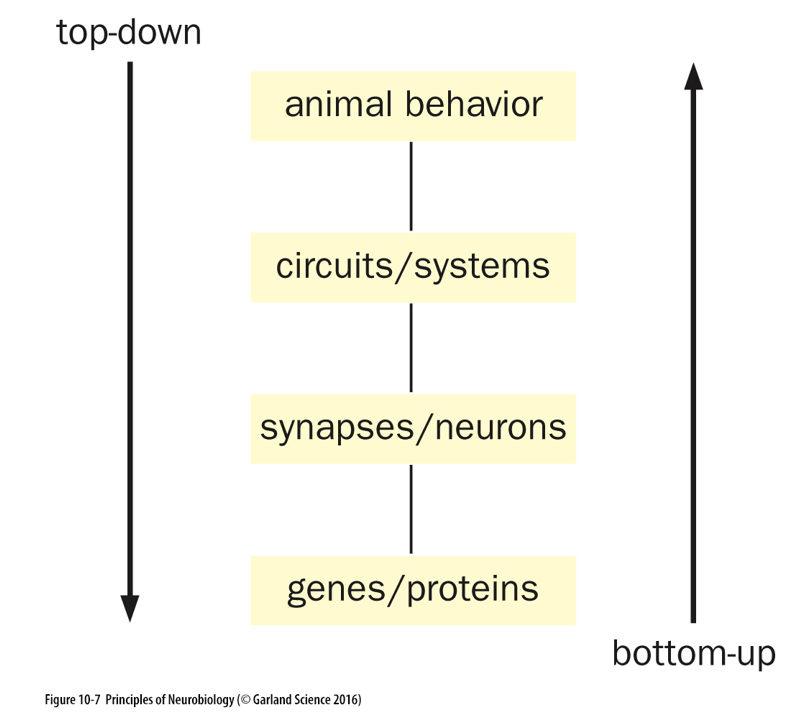 top-down
animal behavior
circuits/systems
synapses/neurons
genes/proteins
bottom-up
Figure 10-7 Principles of Neurobiology (© Garland Science 2016)